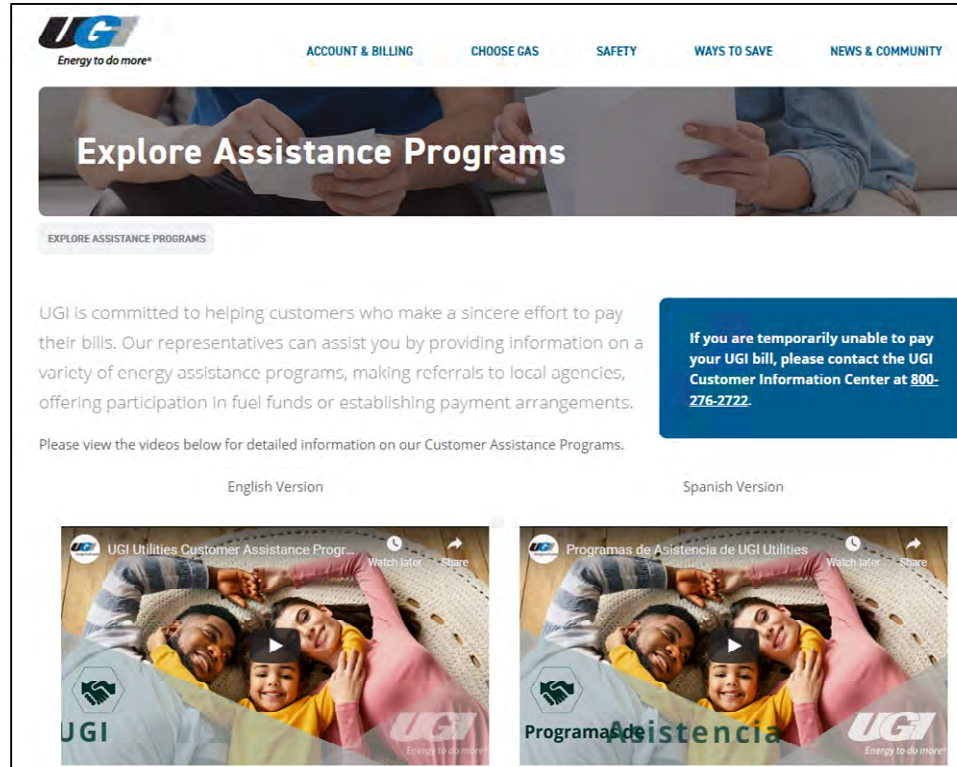 UGI
Energy to do more®
ACCOUNT & BILLING
CHOOSE GAS
SAFETY
WAYS TO SAVE
NEWS & COMMUNITY
Explore Assistance Programs
EXPLORE ASSISTANCE PROGRAMS
UGI is committed to helping customers who make a sincere effort to pay
their bills. Our representatives can assist you by providing information on a
variety of energy assistance programs, making referrals to local agencies,
offering participation in fuel funds or establishing payment arrangements.
If you are temporarily unable to pay
your UGI bill, please contact the UGI
Customer Information Center at 800-
276-2722.
Please view the videos below for detailed information on our Customer Assistance Programs.
English Version
Spanish Version
UGI
UGI Utilities Customer Assistance Progr...
Watch later
Share
UGI
UGI
Energy to do more®
UGI
Programas de Asistencia de UGI Utilities
Watch later
Share
Programas de
Asistencia
UGI
Energy to do more®